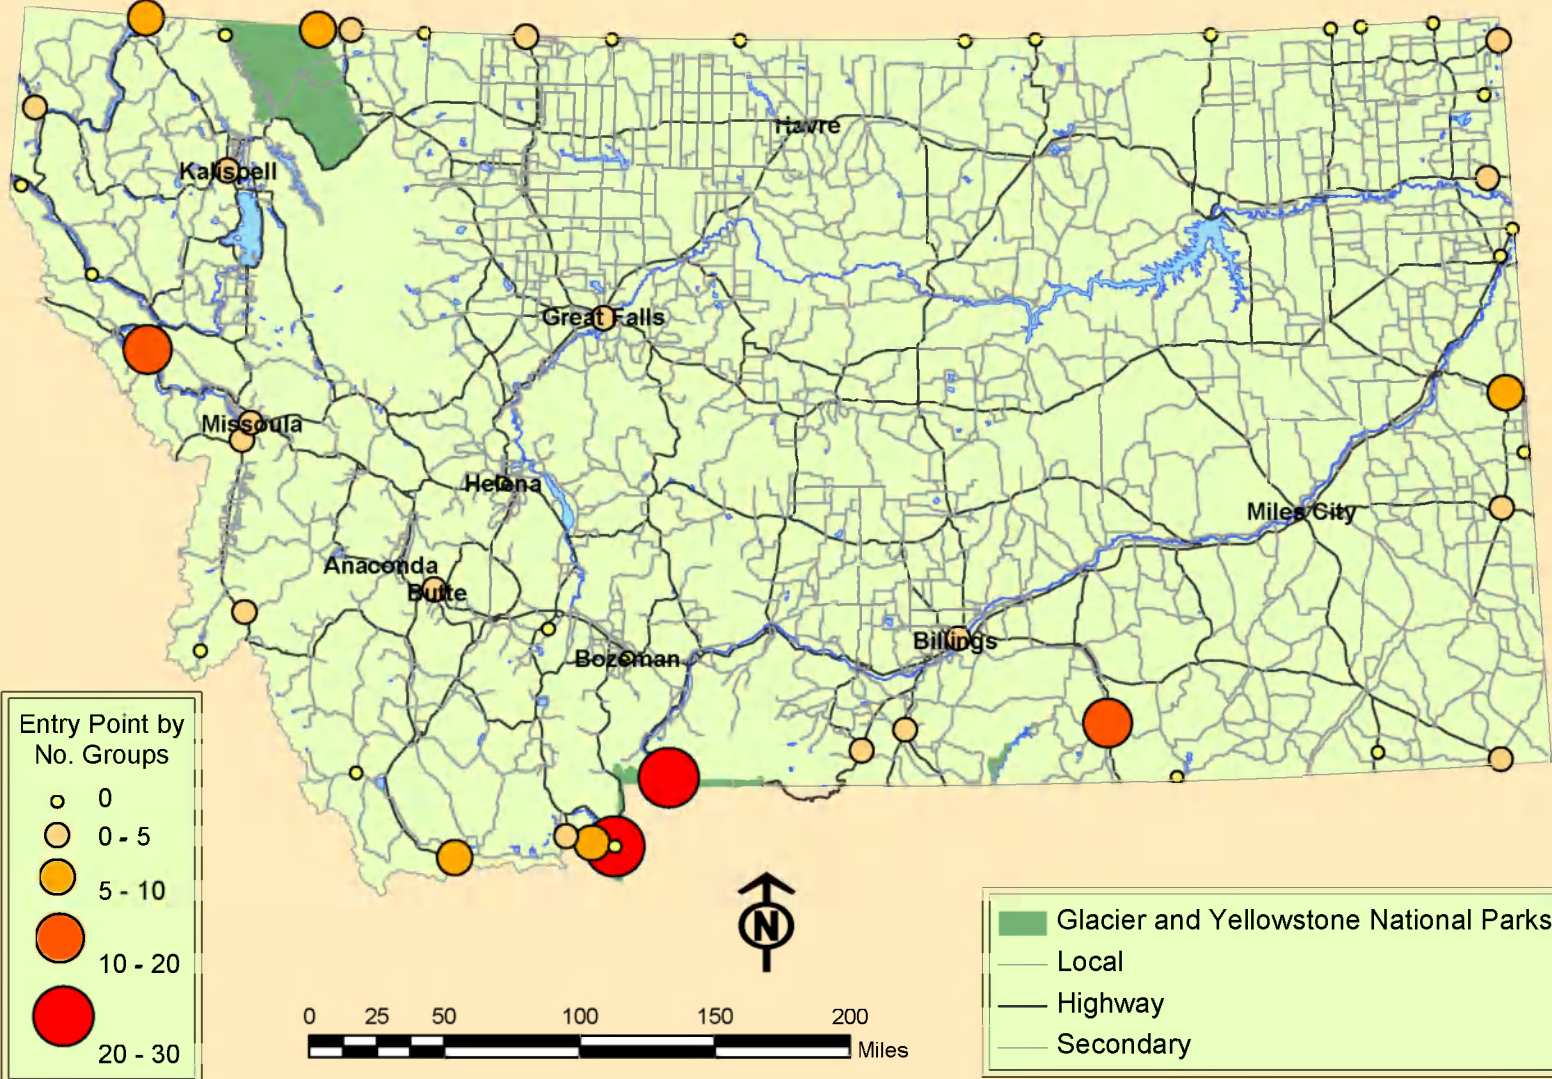 Havre
Kalispell
Great Falls
Missoula
Helena
Miles City
Anaconda
Butte
Billings
Bozeman
Entry Point by
No. Groups
0
0 - 5
5 - 10
10 - 20
20 - 30
N
0 25 50 100 150 200
Miles
Glacier and Yellowstone National Parks
Local
Highway
Secondary